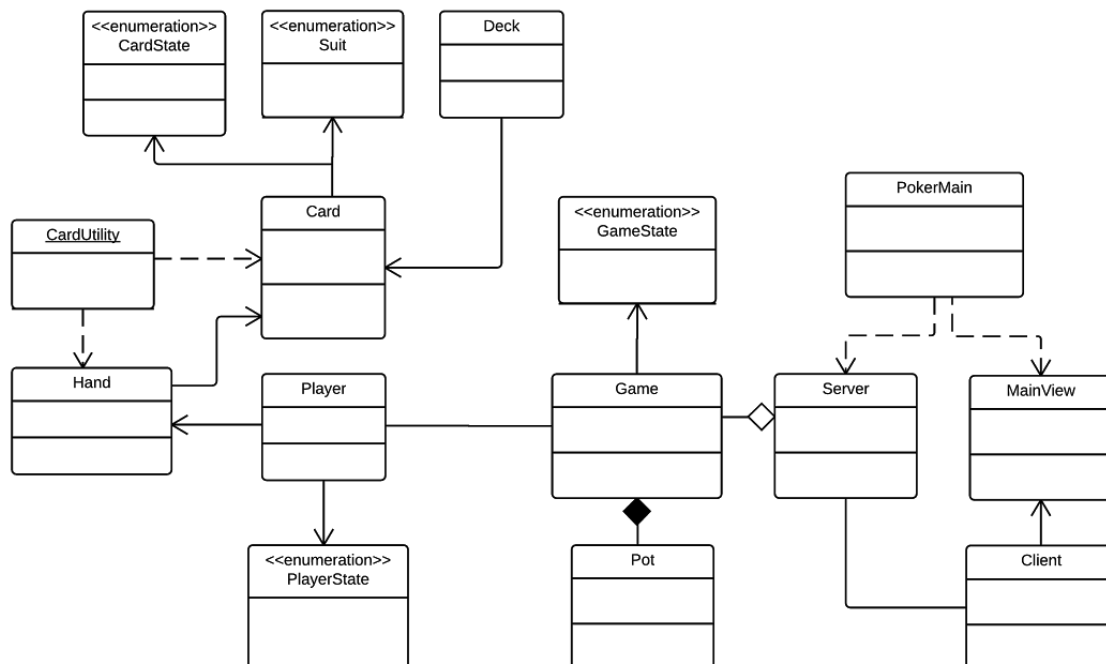 <<enumeration>>
CardState
<<enumeration>>
Suit
Deck
PokerMain
Card
<<enumeration>>
GameState
CardUtility
Hand
Player
Game
Server
MainView
<<enumeration>>
PlayerState
Pot
Client